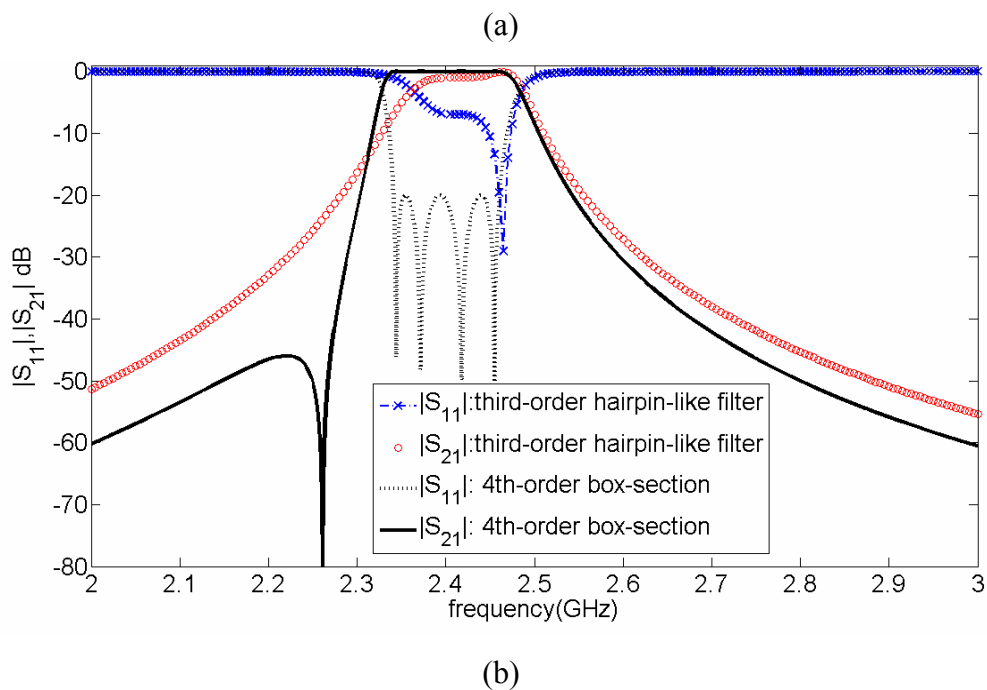 (a)
0
-10
-20
-30
-40
-50
-60
-70
-80
|S11|,|S21| dB
|S11|:third-order hairpin-like filter
|S21|:third-order hairpin-like filter
|S11|: 4th-order box-section
|S21|: 4th-order box-section
2 2.1 2.2 2.3 2.4 2.5 2.6 2.7 2.8 2.9 3
frequency(GHz)
(b)